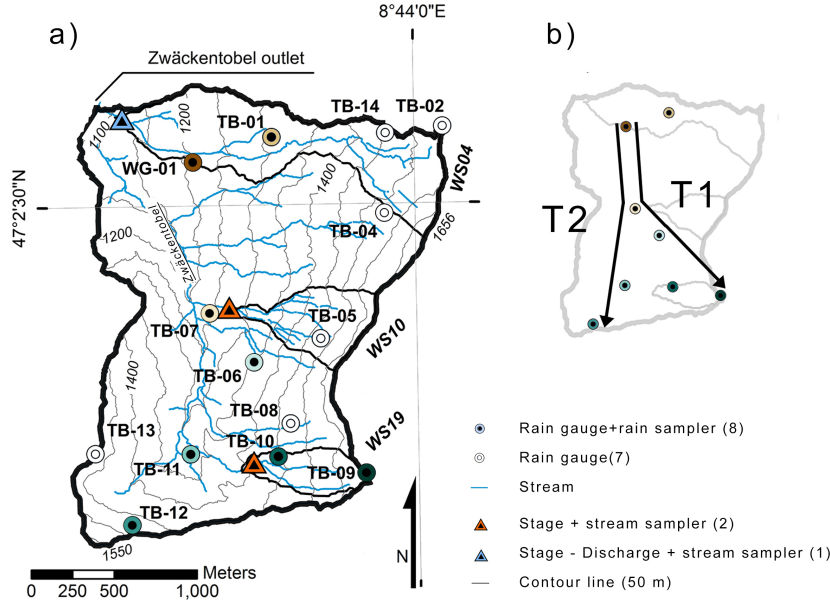 8°44'0"E
a)
b)
Zwäckentobel outlet
1200
TB-14
TB-02
TB-01
1100
WG-01
WS04
1400
47°2'30"N
T1
T2
Zwäckentobel
TB-04
1656
1200
TB-05
TB-07
WS10
TB-06
1400
TB-08
WS19
TB-13
TB-10
Rain gauge+rain sampler (8)
TB-11
TB-09
Rain gauge(7)
Stream
TB-12
Stage + stream sampler (2)
1550
N
Stage - Discharge + stream sampler (1)
Meters
Contour line (50 m)
0 250 500 1,000